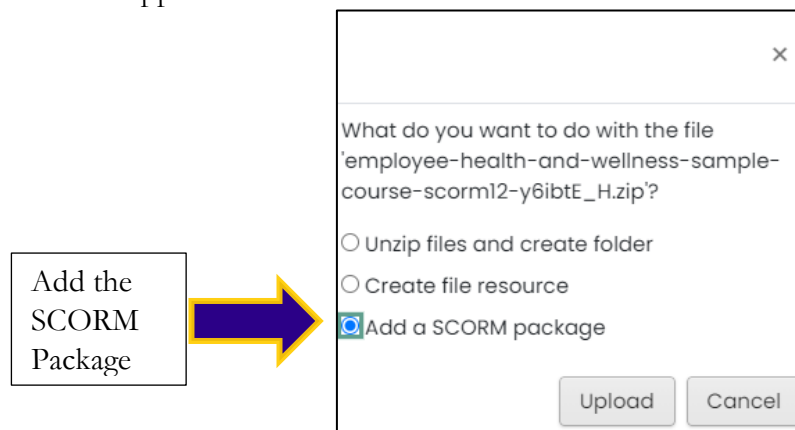 ×
What do you want to do with the file
'employee-health-and-wellness-sample-
course-scorm12-y6ibtE_H.zip'?
Unzip files and create folder
Create file resource
Add a SCORM package
Add the
SCORM
Package
Upload Cancel